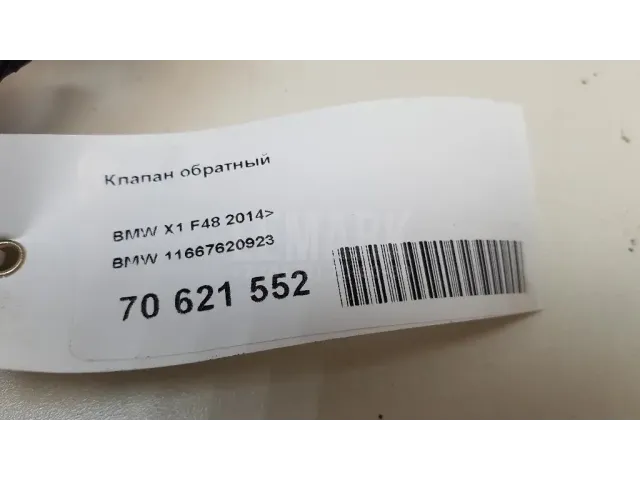 Клапан обратный
BMW X1 F48 2014>
BMW 11667620923
70 621 552